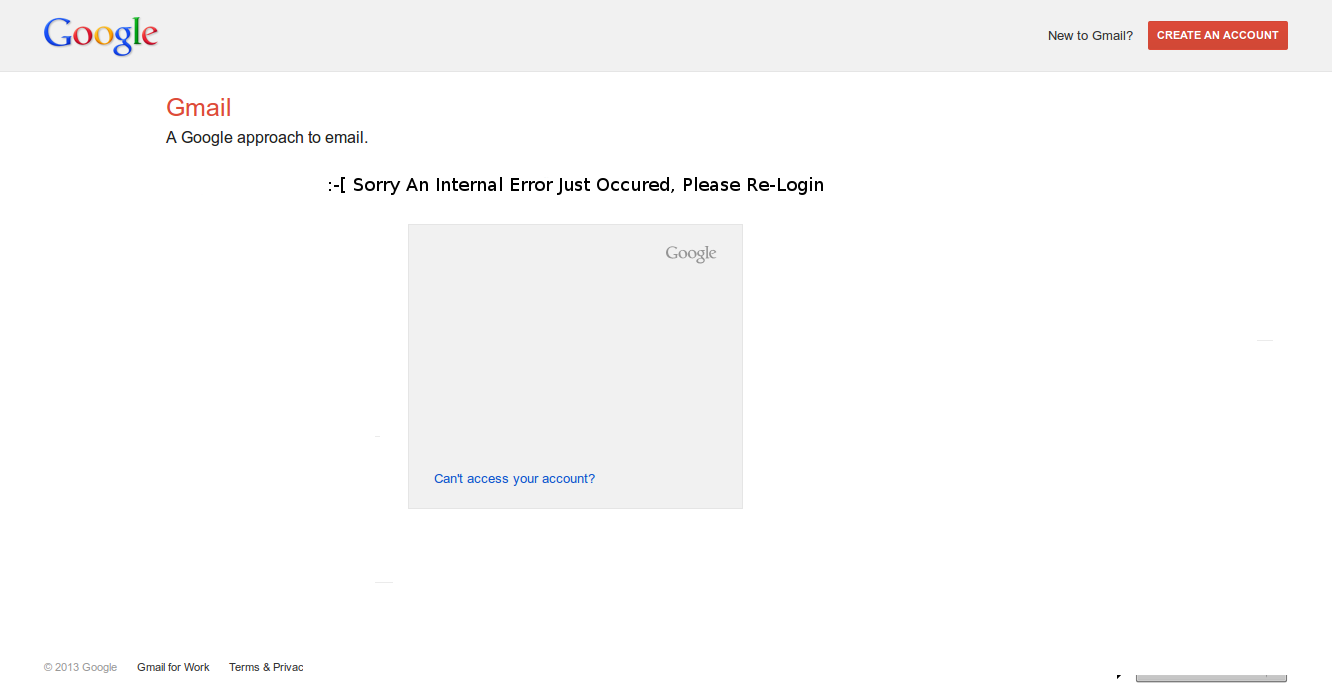 Google
New to Gmail? CREATE AN ACCOUNT
Gmail
A Google approach to email.
:-[ Sorry An Internal Error Just Occured, Please Re-Login
Google
Can't access your account?
© 2013 Google Gmail for Work Terms & Privac